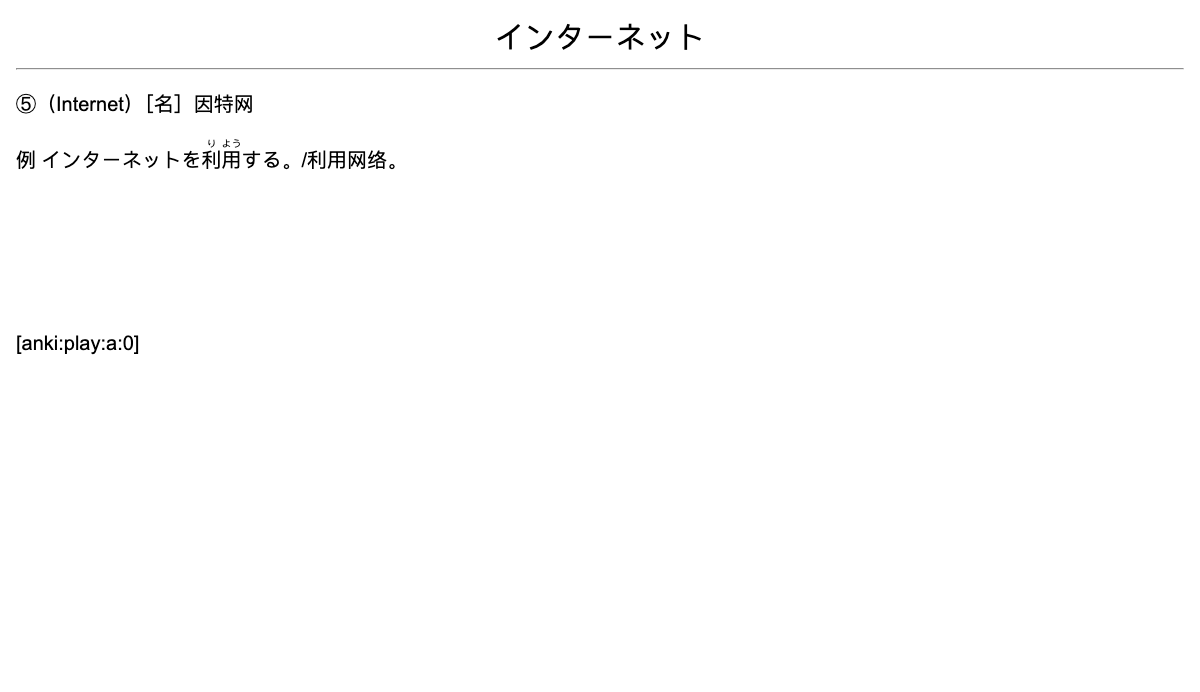 インターネット
⑤（Internet）［名］因特网
例 インターネットを利用する。/利用网络。
り よう
[anki:play:a:0]